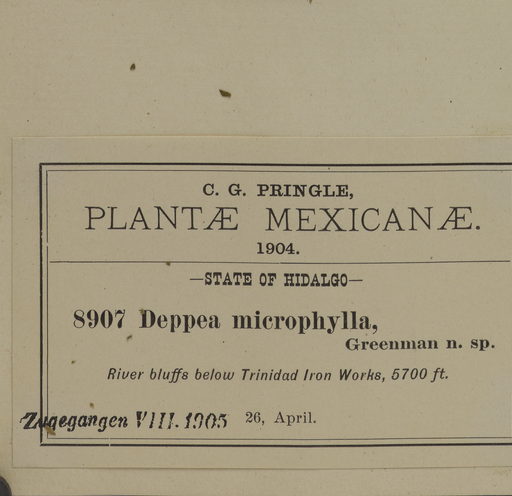 C. G. PRINGLE,
PLANTÆ MEXICANÆ.
1904.
—STATE OF HIDALGO—
8907 Deppea microphylla,
Greenman n. sp.
River bluffs below Trinidad Iron Works, 5700 ft.
Zugegangen VIII. 1905 26, April.